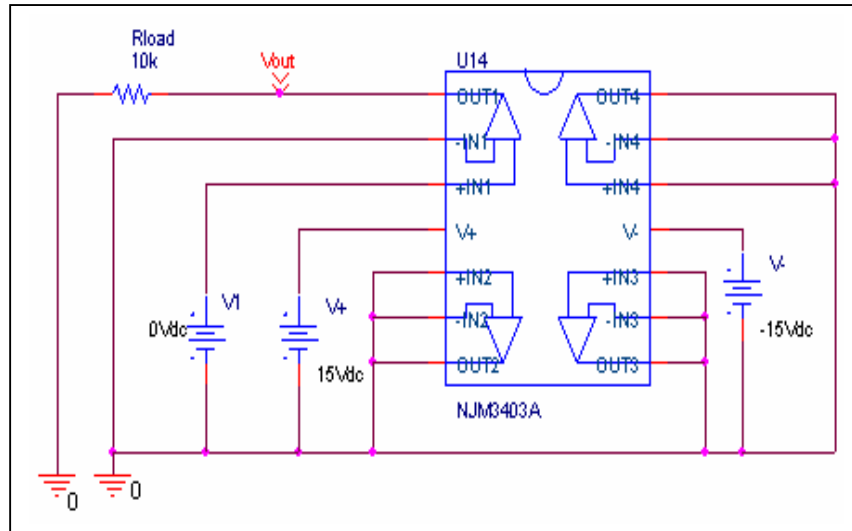 Rload
10k
Vout
U14
OUT1
OUT4
-IN1
-IN4
+IN1
+IN4
V+
V-
+IN2
+IN3
V1
V+
V-
0Vdc
-IN2
-IN3
-15Vdc
15Vdc
OUT2
OUT3
NJM3403A
0
0